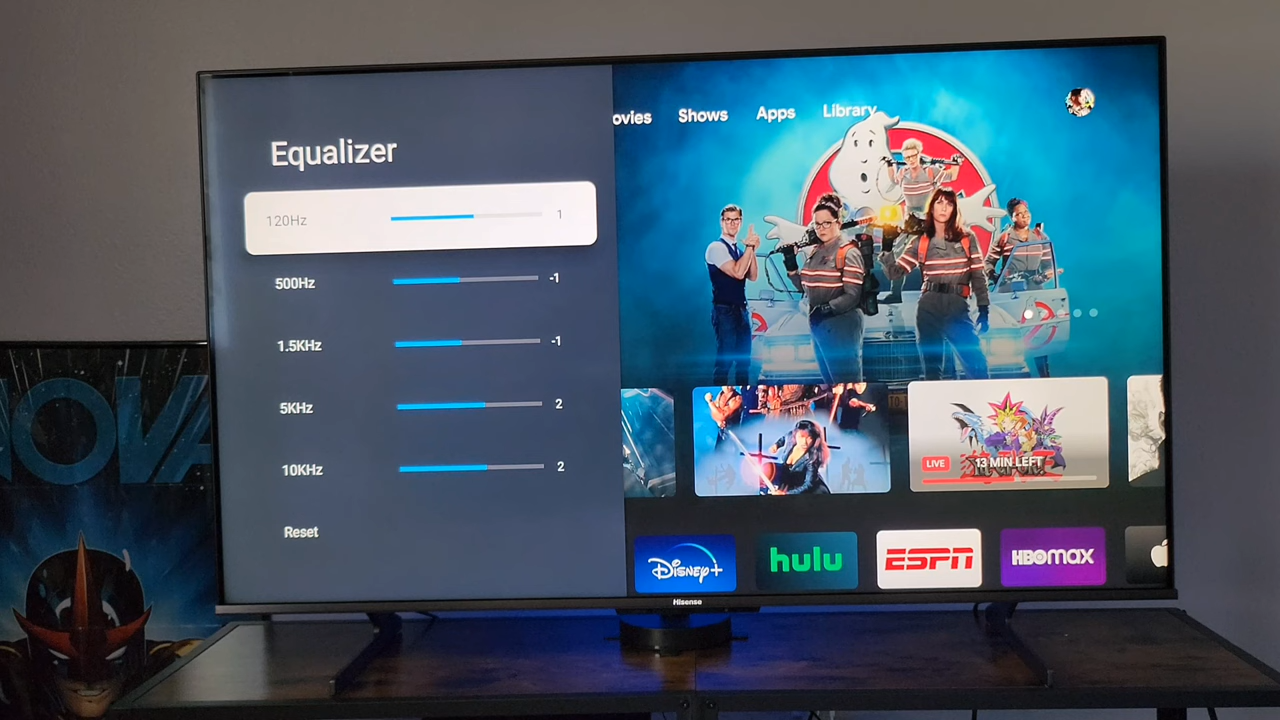 Equalizer
120Hz 1
500Hz -1
1.5KHz -1
5KHz 2
10KHz 2
Reset
ovies Shows Apps Library
LIVE 13 MIN LEFT
Disney+ hulu ESPN HBOMAX
Hisense
NOVA